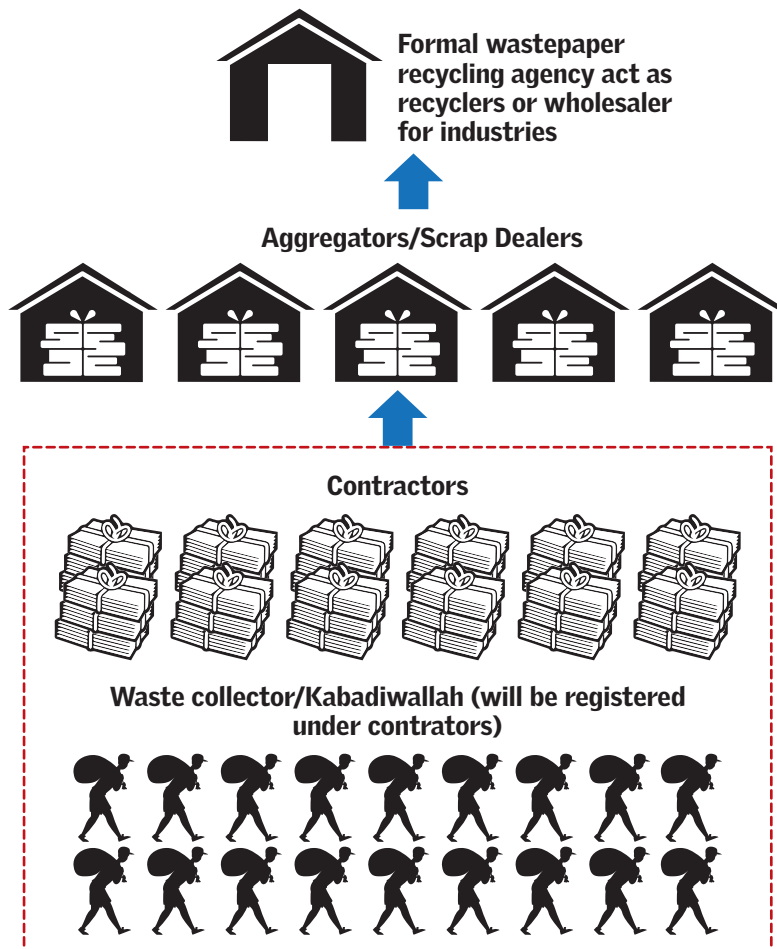 Formal wastepaper
recycling agency act as
recyclers or wholesaler
for industries
Aggregators/Scrap Dealers
Contractors
Waste collector/Kabadiwallah (will be registered
under contrators)